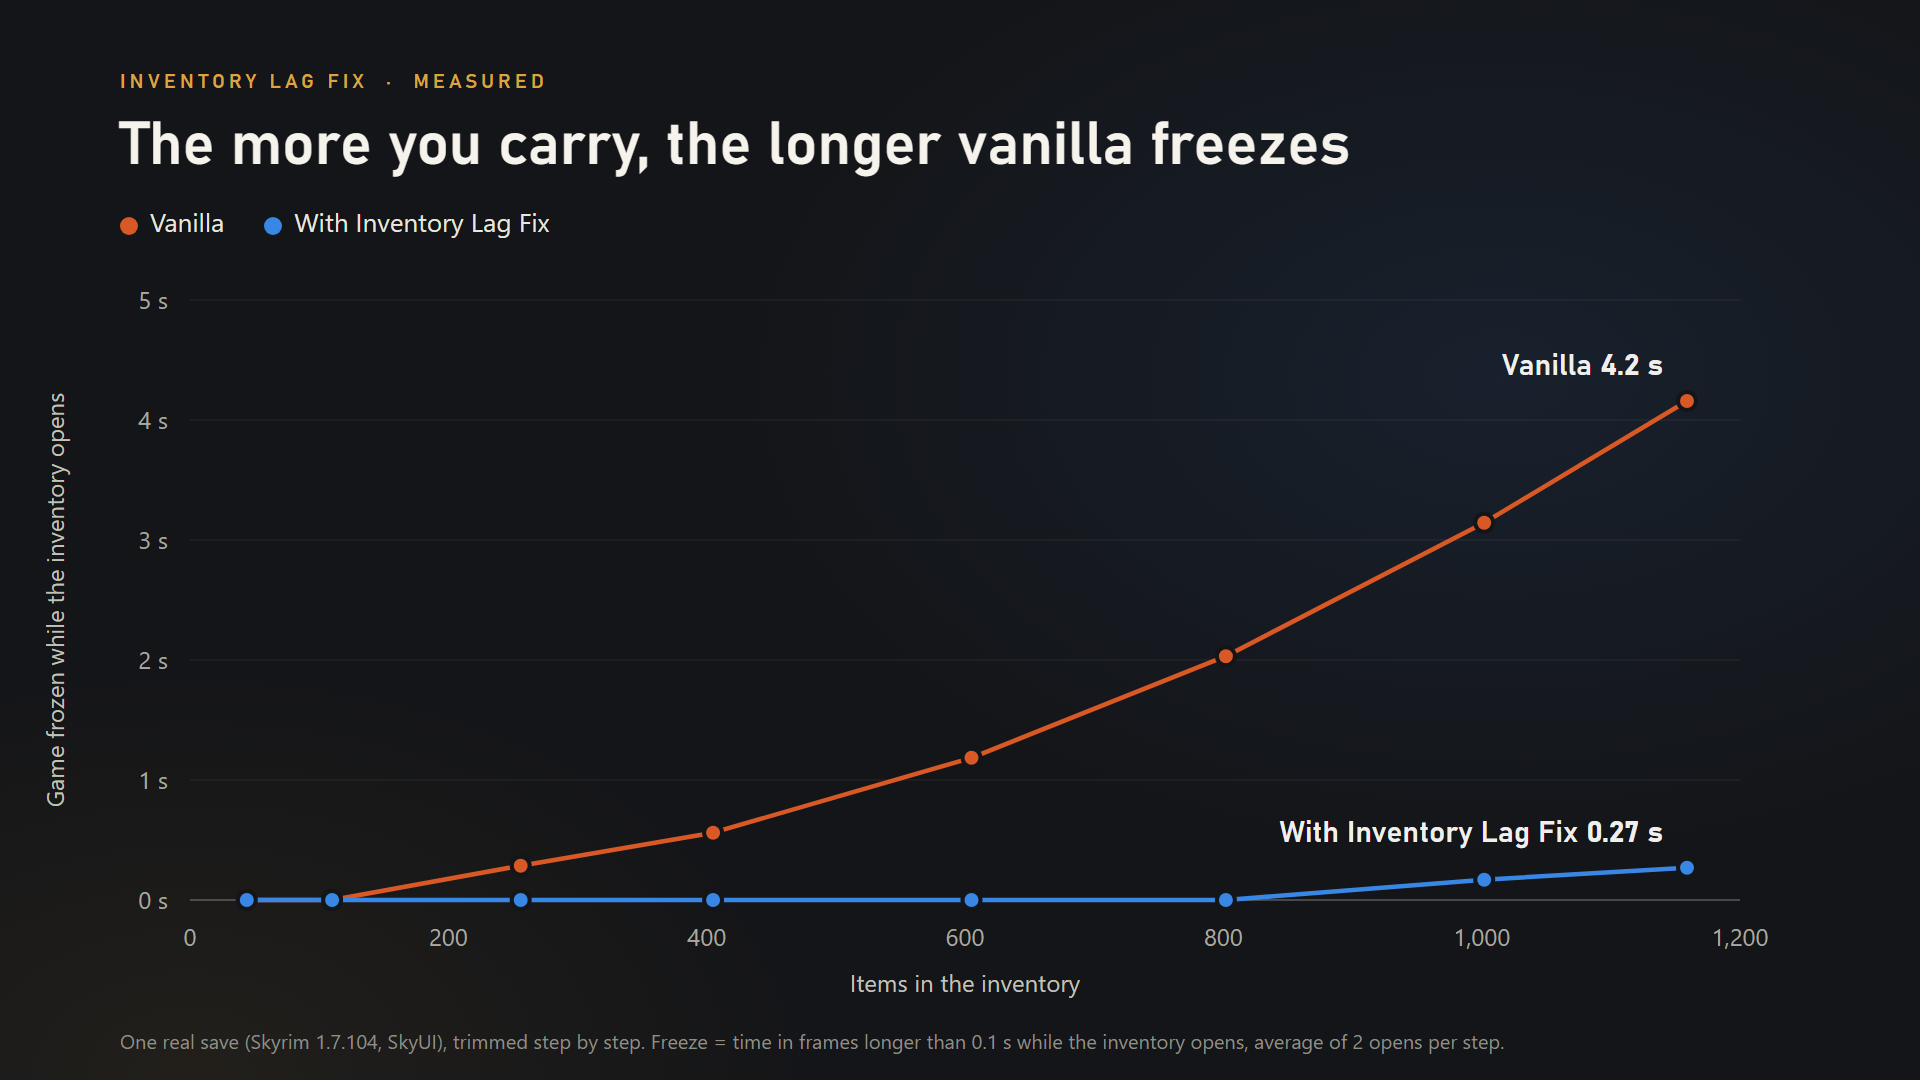 INVENTORY LAG FIX · MEASURED
The more you carry, the longer vanilla freezes
Vanilla
With Inventory Lag Fix
5 s
4 s
3 s
2 s
1 s
0 s
Game frozen while the inventory opens
Vanilla 4.2 s
With Inventory Lag Fix 0.27 s
0
200
400
600
800
1,000
1,200
Items in the inventory
One real save (Skyrim 1.7.104, SkyUI), trimmed step by step. Freeze = time in frames longer than 0.1 s while the inventory opens, average of 2 opens per step.